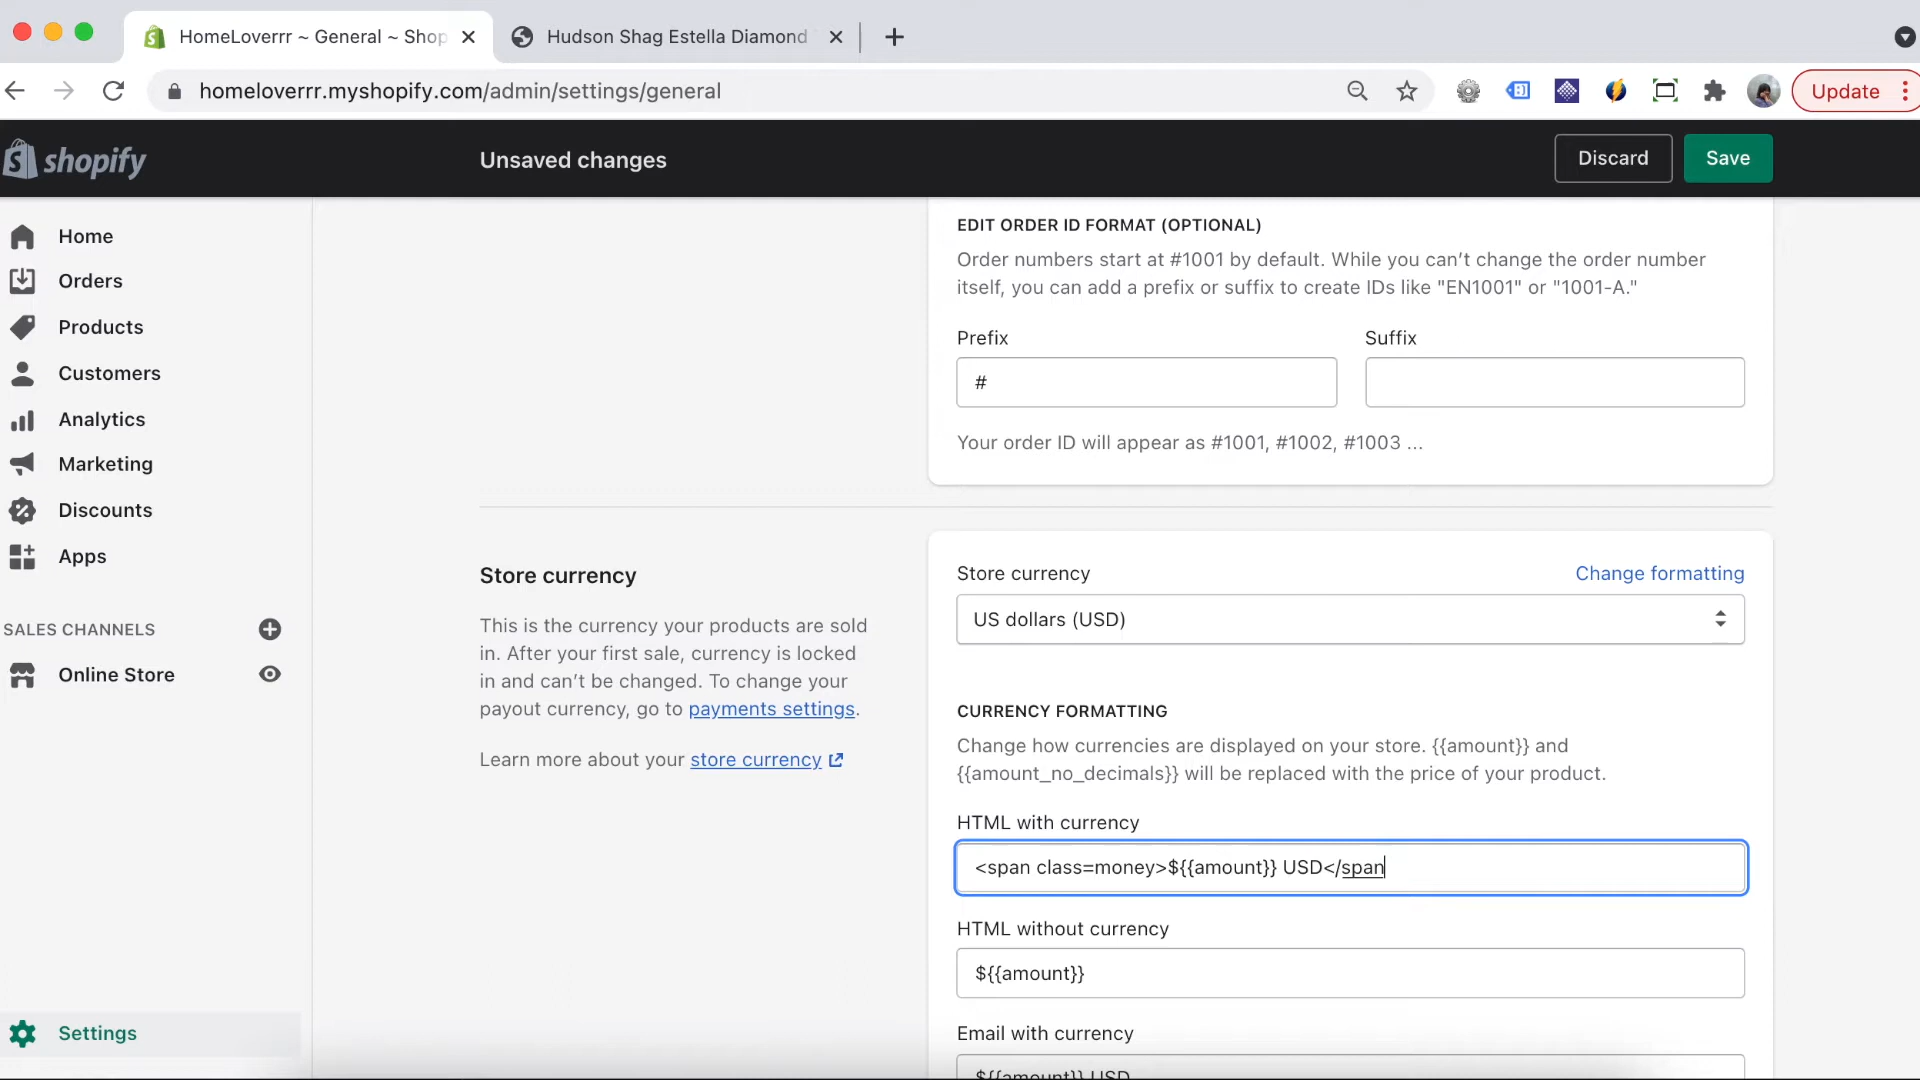 HomeLoverrr ~ General ~ Shop
Hudson Shag Estella Diamond
homeloverrr.myshopify.com/admin/settings/general
Update
shopify
Unsaved changes
Discard
Save
Home
Orders
Products
Customers
Analytics
Marketing
Discounts
Apps
SALES CHANNELS
Online Store
Settings
EDIT ORDER ID FORMAT (OPTIONAL)
Order numbers start at #1001 by default. While you can’t change the order number
itself, you can add a prefix or suffix to create IDs like "EN1001" or "1001-A."
Prefix
Suffix
#
Your order ID will appear as #1001, #1002, #1003 ...
Store currency
This is the currency your products are sold
in. After your first sale, currency is locked
in and can’t be changed. To change your
payout currency, go to payments settings.
Learn more about your store currency
Store currency
Change formatting
US dollars (USD)
CURRENCY FORMATTING
Change how currencies are displayed on your store. {{amount}} and
{{amount_no_decimals}} will be replaced with the price of your product.
HTML with currency
<span class=money>${{amount}} USD</span
HTML without currency
${{amount}}
Email with currency
${{amount}} USD